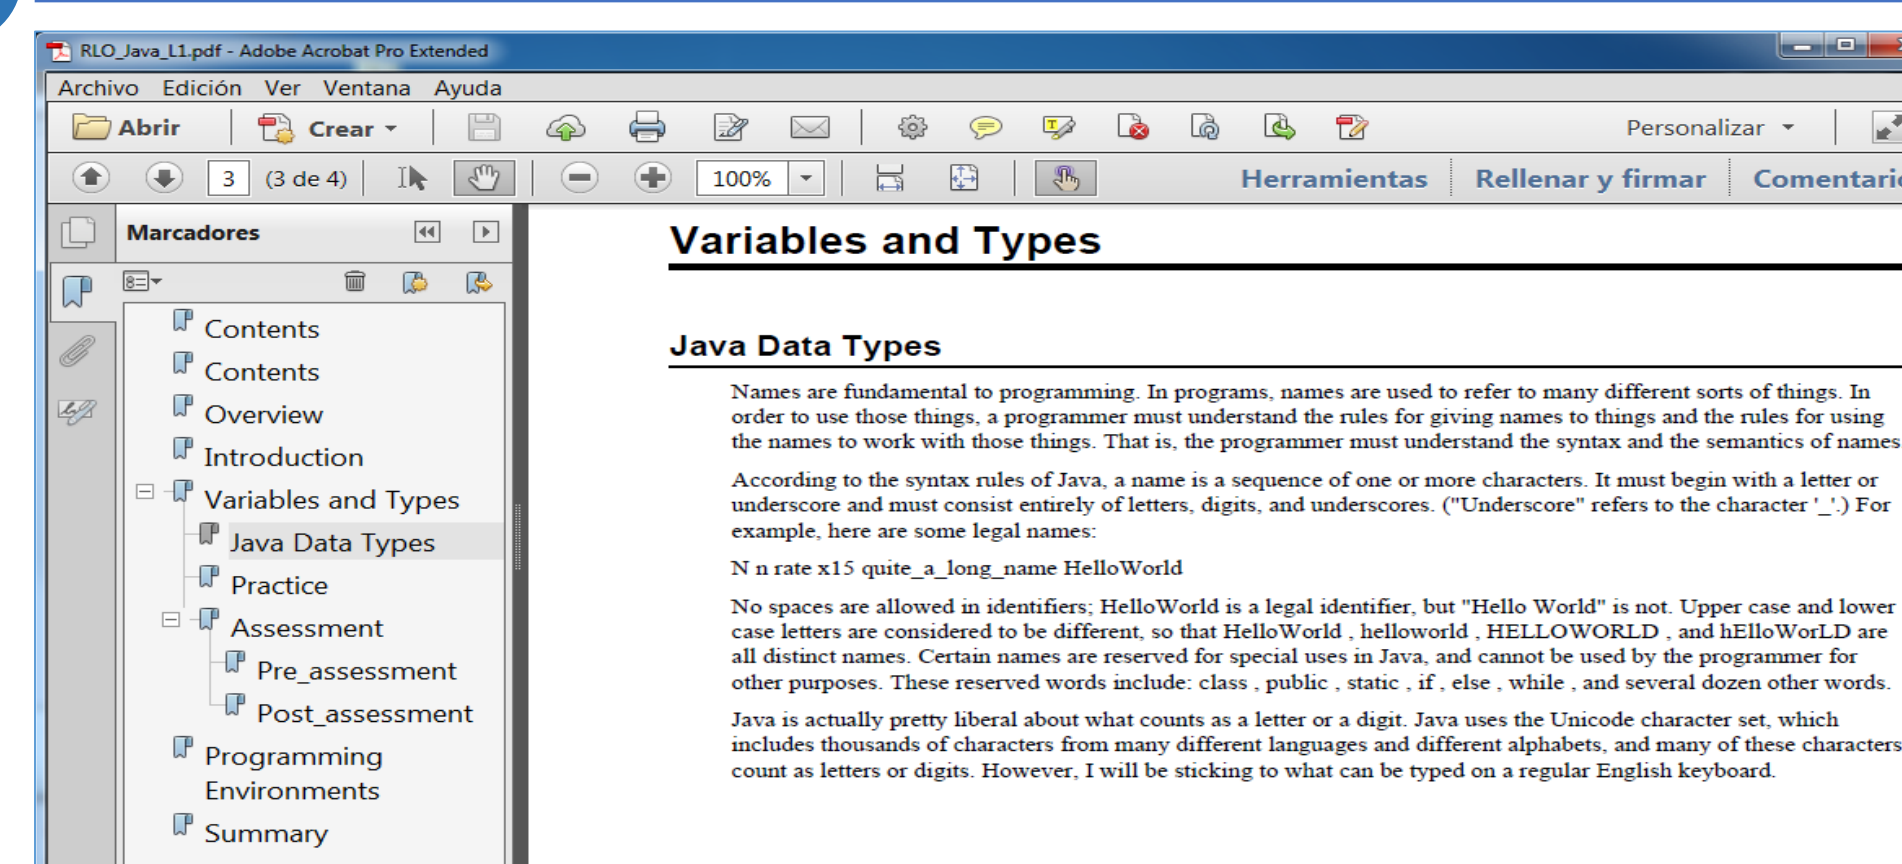 RLO_Java_L1.pdf - Adobe Acrobat Pro Extended
Archivo Edición Ver Ventana Ayuda
Abrir Crear Personalizar
3 (3 de 4) 100% Herramientas Rellenar y firmar
Marcadores
Contents
Contents
Overview
Introduction
Variables and Types
Java Data Types
Practice
Assessment
Pre_assessment
Post_assessment
Programming
Environments
Summary
Variables and Types
Java Data Types
Names are fundamental to programming. In programs, names are used to refer to many different sorts of things. In
order to use those things, a programmer must understand the rules for giving names to things and the rules for using
the names to work with those things. That is, the programmer must understand the syntax and the semantics of names
According to the syntax rules of Java, a name is a sequence of one or more characters. It must begin with a letter or
underscore and must consist entirely of letters, digits, and underscores. ("Underscore" refers to the character '_'.) For
example, here are some legal names:
N n rate x15 quite_a_long_name HelloWorld
No spaces are allowed in identifiers; HelloWorld is a legal identifier, but "Hello World" is not. Upper case and lower
case letters are considered to be different, so that HelloWorld , helloworld , HELLOWORLD , and hElloWorLD are
all distinct names. Certain names are reserved for special uses in Java, and cannot be used by the programmer for
other purposes. These reserved words include: class , public , static , if , else , while , and several dozen other words.
Java is actually pretty liberal about what counts as a letter or a digit. Java uses the Unicode character set, which
includes thousands of characters from many different languages and different alphabets, and many of these characters
count as letters or digits. However, I will be sticking to what can be typed on a regular English keyboard.